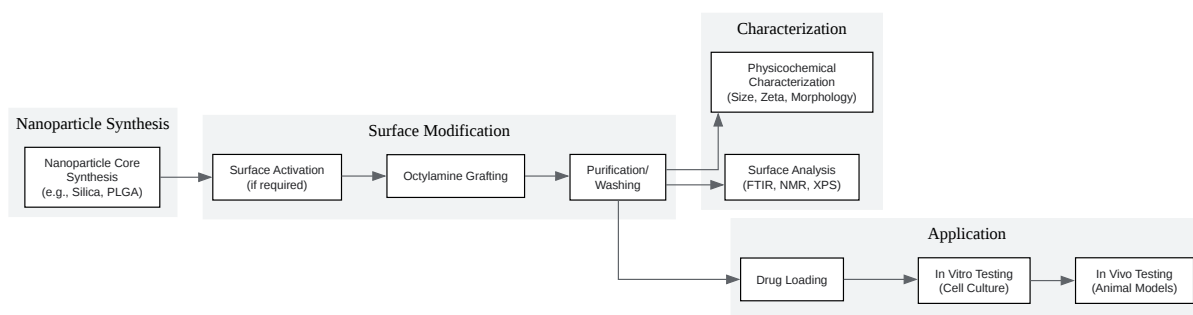 Nanoparticle Synthesis
Nanoparticle Core
Synthesis
(e.g., Silica, PLGA)
Surface Modification
Surface Activation
(if required)
Octylamine Grafting
Purification/
Washing
Characterization
Physicochemical
Characterization
(Size, Zeta, Morphology)
Surface Analysis
(FTIR, NMR, XPS)
Application
Drug Loading
In Vitro Testing
(Cell Culture)
In Vivo Testing
(Animal Models)